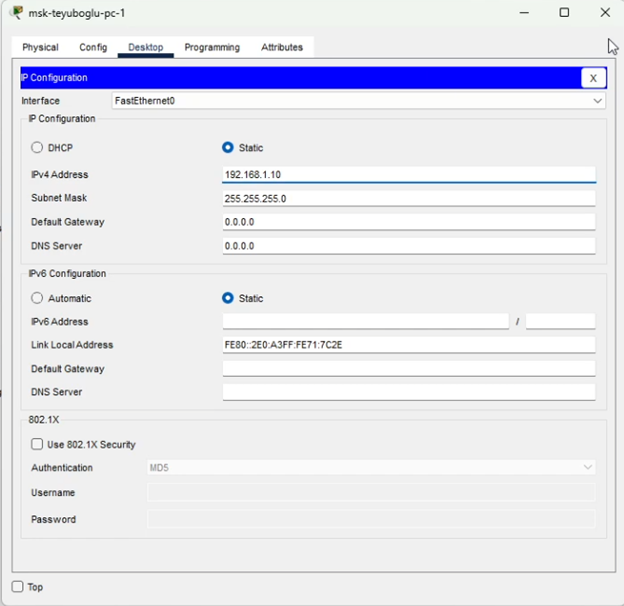 msk-teyuboglu-pc-1
Physical Config Desktop Programming Attributes
IP Configuration X
Interface FastEthernet0
IP Configuration
DHCP Static
IPv4 Address 192.168.1.10
Subnet Mask 255.255.255.0
Default Gateway 0.0.0.0
DNS Server 0.0.0.0
IPv6 Configuration
Automatic Static
IPv6 Address /
Link Local Address FE80::2E0:A3FF:FE71:7C2E
Default Gateway
DNS Server
802.1X
Use 802.1X Security
Authentication MD5
Username
Password
Top